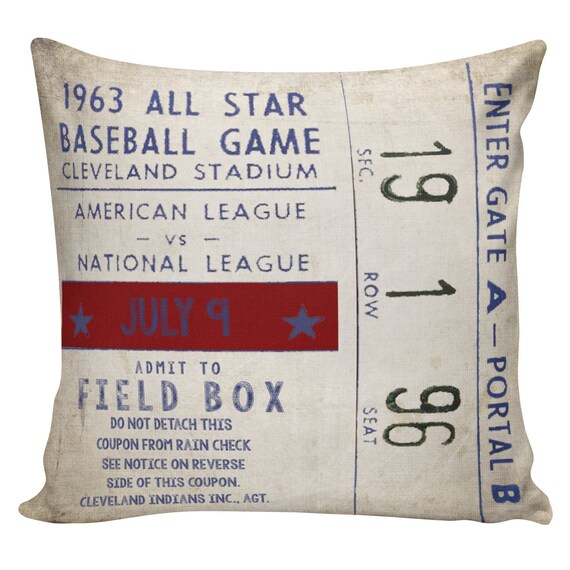 1963 ALL STAR
BASEBALL GAME
CLEVELAND STADIUM
AMERICAN LEAGUE
– VS –
NATIONAL LEAGUE
JULY 9
ADMIT TO
FIELD BOX
DO NOT DETACH THIS
COUPON FROM RAIN CHECK
SEE NOTICE ON REVERSE
SIDE OF THIS COUPON.
CLEVELAND INDIANS INC., AGT.
19 1 96
SEC. ROW SEAT
ENTER GATE A – PORTAL B